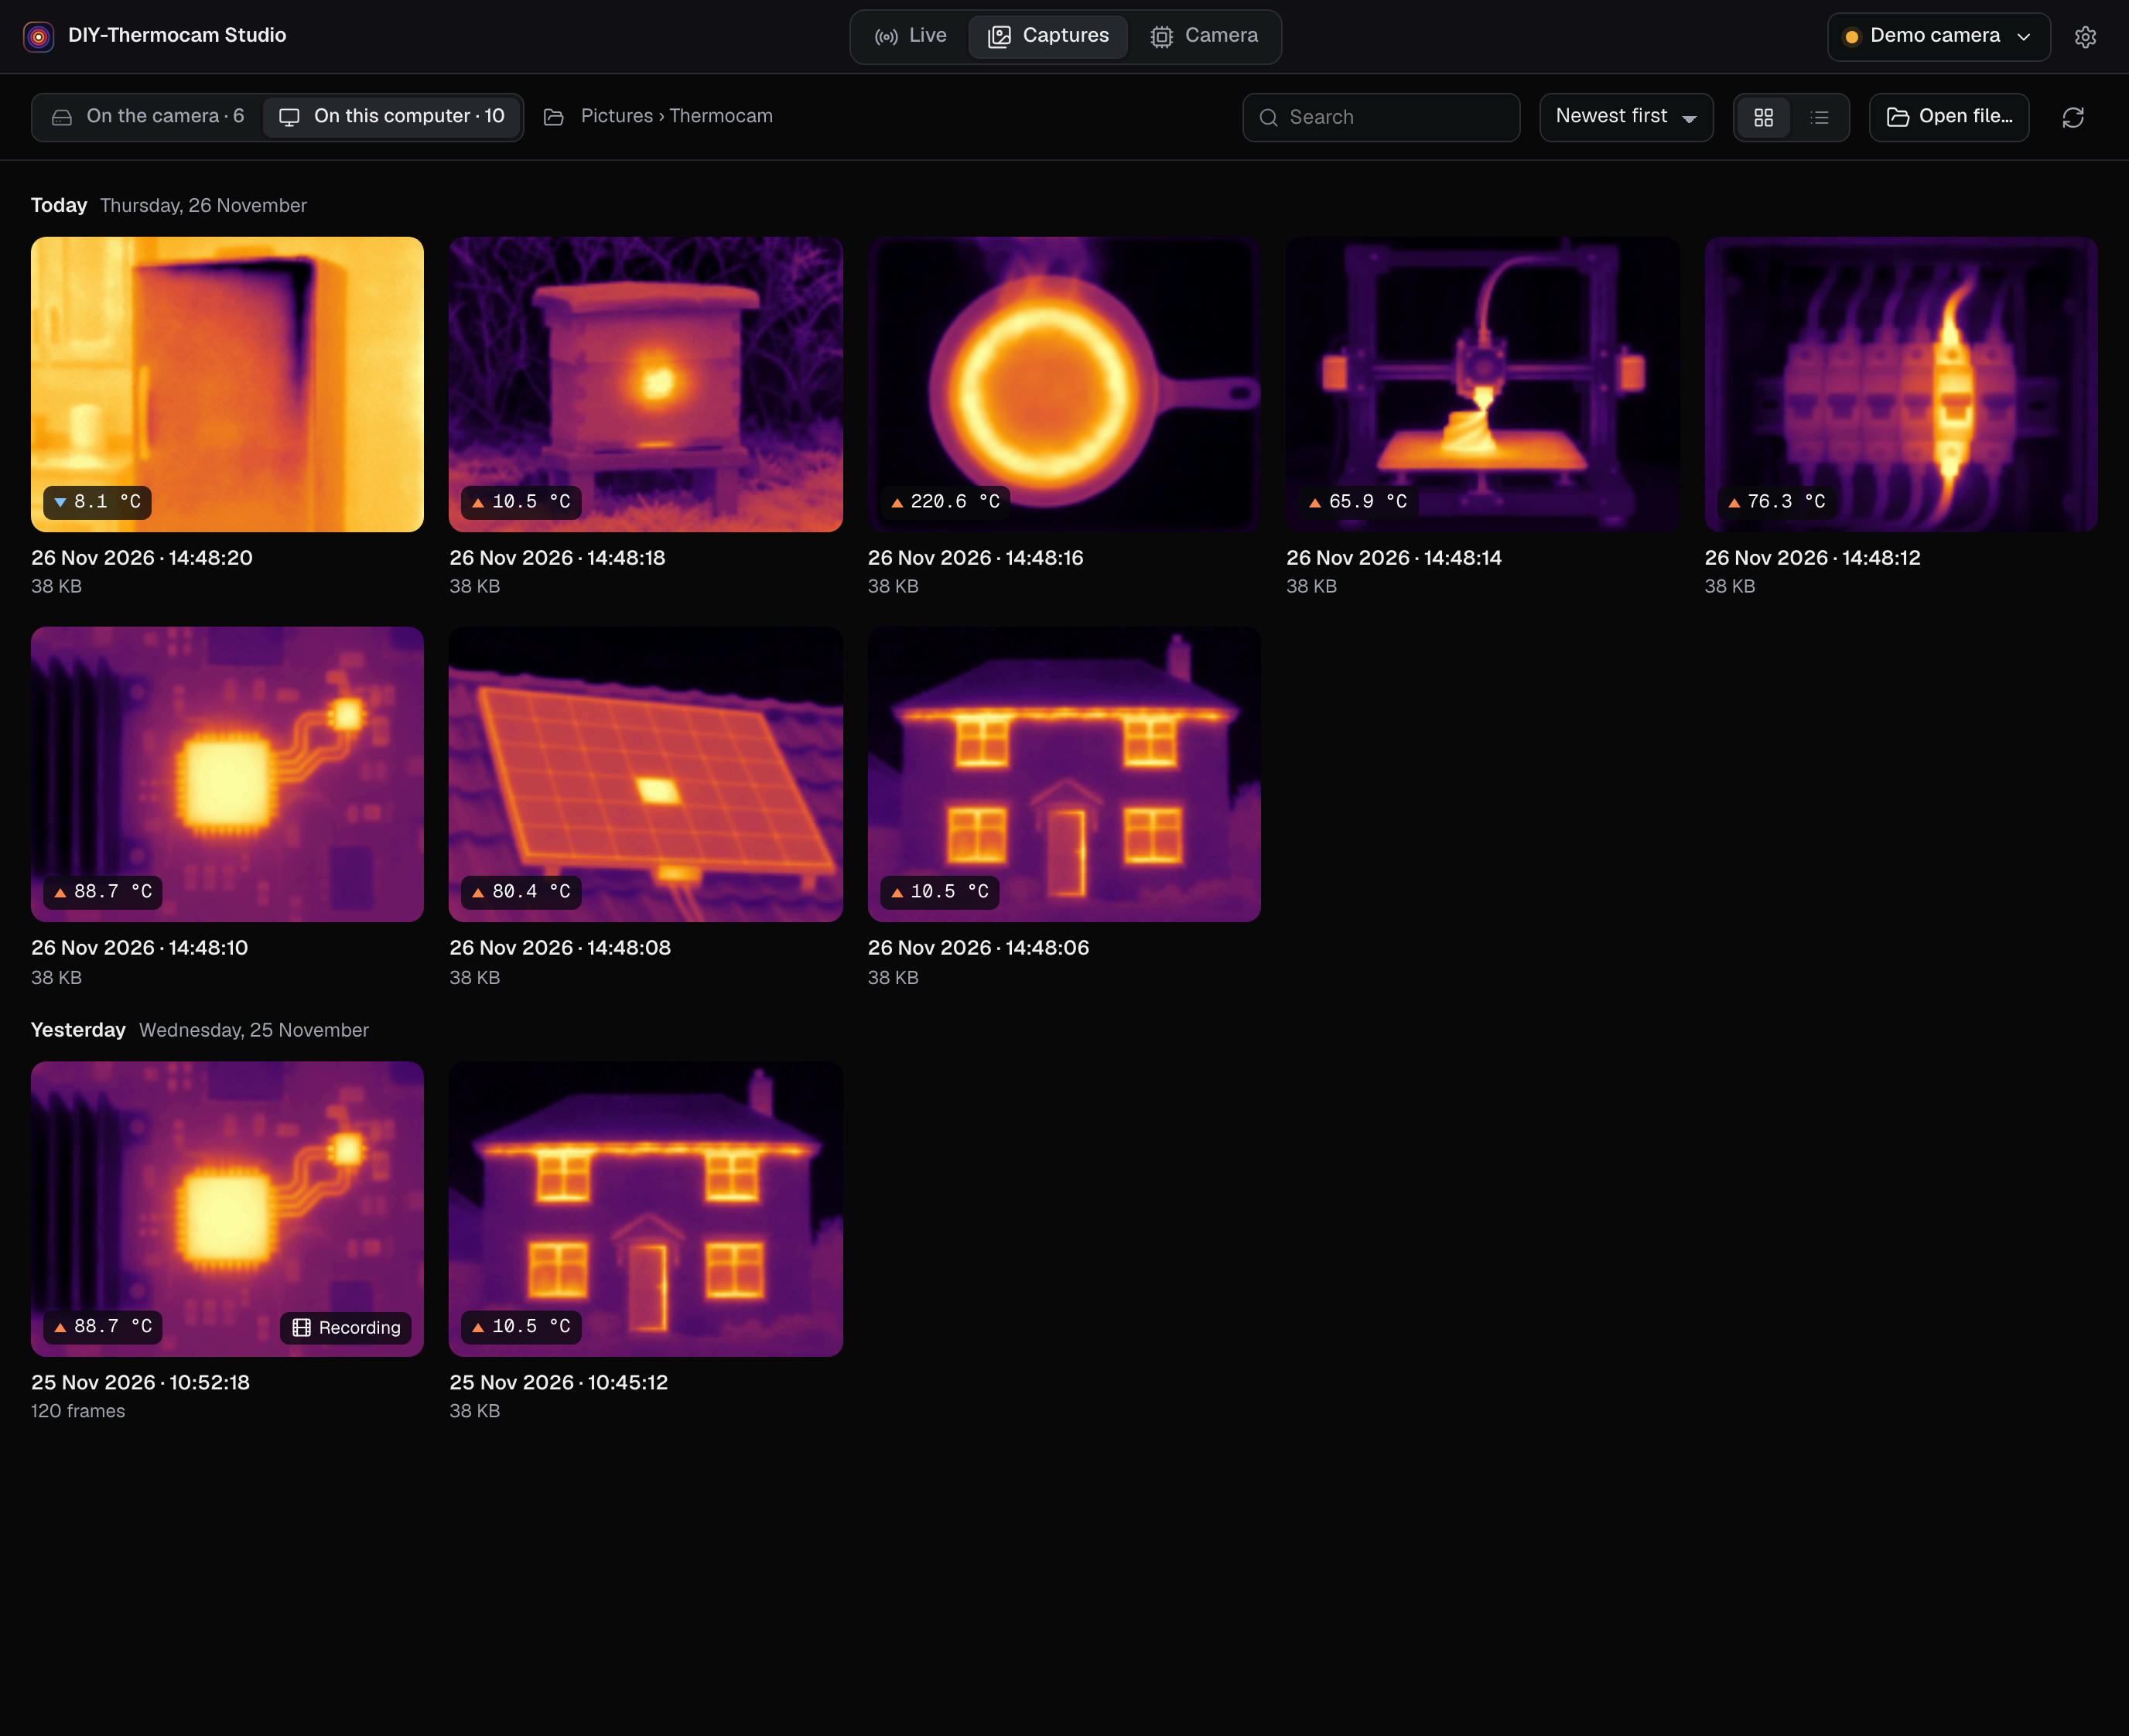 DIY-Thermocam Studio
Live
Captures
Camera
Demo camera
On the camera · 6
On this computer · 10
Pictures › Thermocam
Search
Newest first
Open file...
Today Thursday, 26 November
8.1 °C
10.5 °C
220.6 °C
65.9 °C
76.3 °C
26 Nov 2026 · 14:48:20
38 KB
26 Nov 2026 · 14:48:18
38 KB
26 Nov 2026 · 14:48:16
38 KB
26 Nov 2026 · 14:48:14
38 KB
26 Nov 2026 · 14:48:12
38 KB
88.7 °C
80.4 °C
10.5 °C
26 Nov 2026 · 14:48:10
38 KB
26 Nov 2026 · 14:48:08
38 KB
26 Nov 2026 · 14:48:06
38 KB
Yesterday Wednesday, 25 November
88.7 °C
Recording
10.5 °C
25 Nov 2026 · 10:52:18
120 frames
25 Nov 2026 · 10:45:12
38 KB